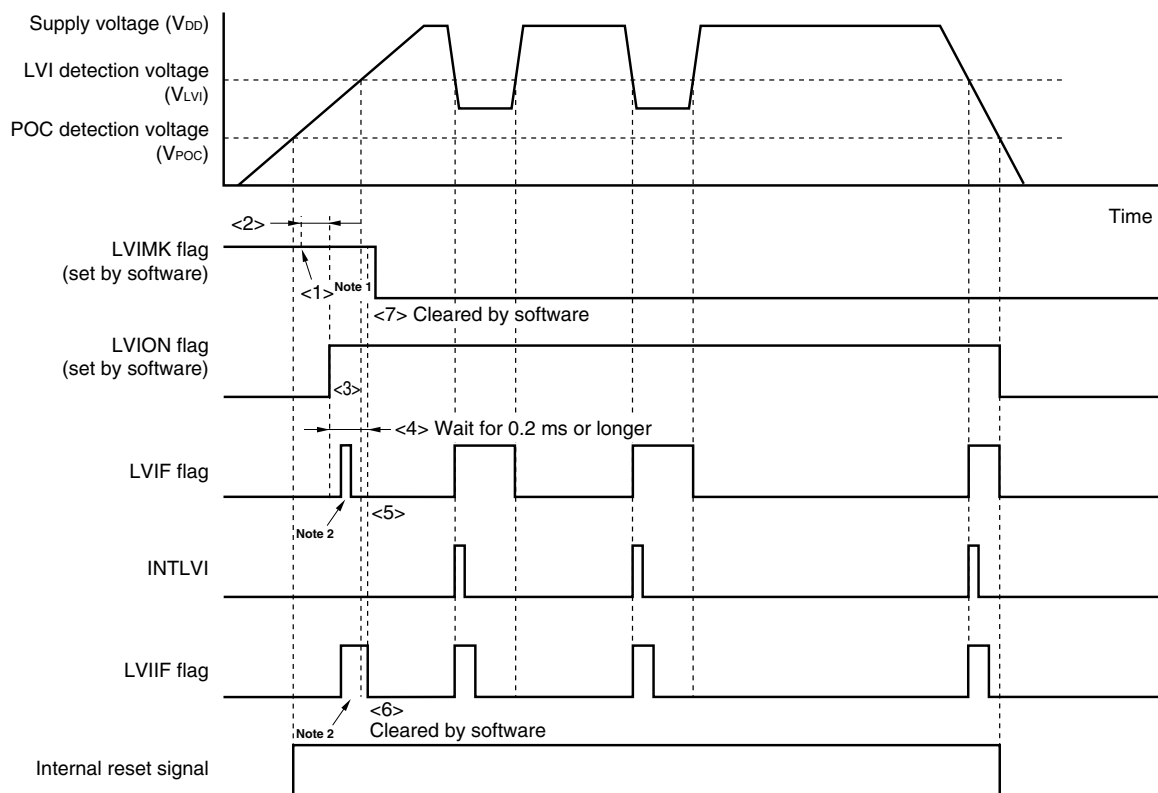 Supply voltage (VDD)
LVI detection voltage
(VLVI)
POC detection voltage
(VPOC)
Time
<2>
LVIMK flag
(set by software)
<1> Note 1
<7> Cleared by software
LVION flag
(set by software)
<3>
<4> Wait for 0.2 ms or longer
LVIF flag
Note 2
<5>
INTLVI
LVIIF flag
Note 2
<6>
Cleared by software
Internal reset signal